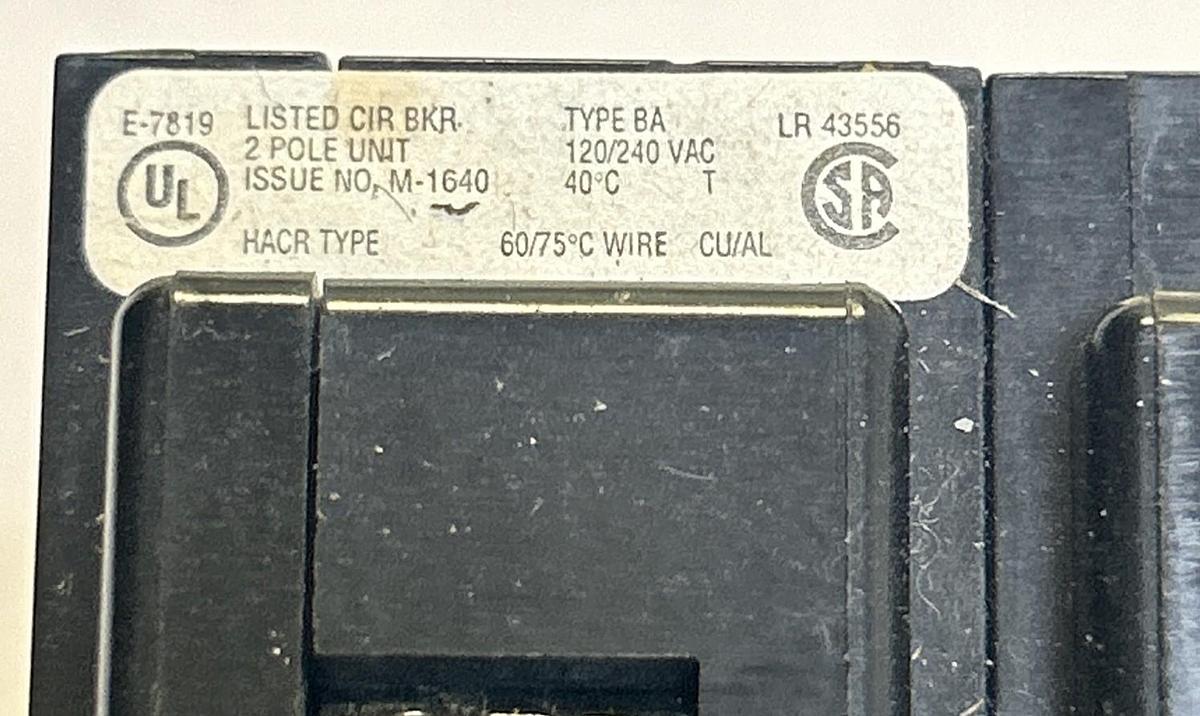 E-7819 LISTED CIR BKR. TYPE BA LR 43556
2 POLE UNIT 120/240 VAC
UL ISSUE NO. M-1640 40°C T SA
HACR TYPE 60/75°C WIRE CU/AL